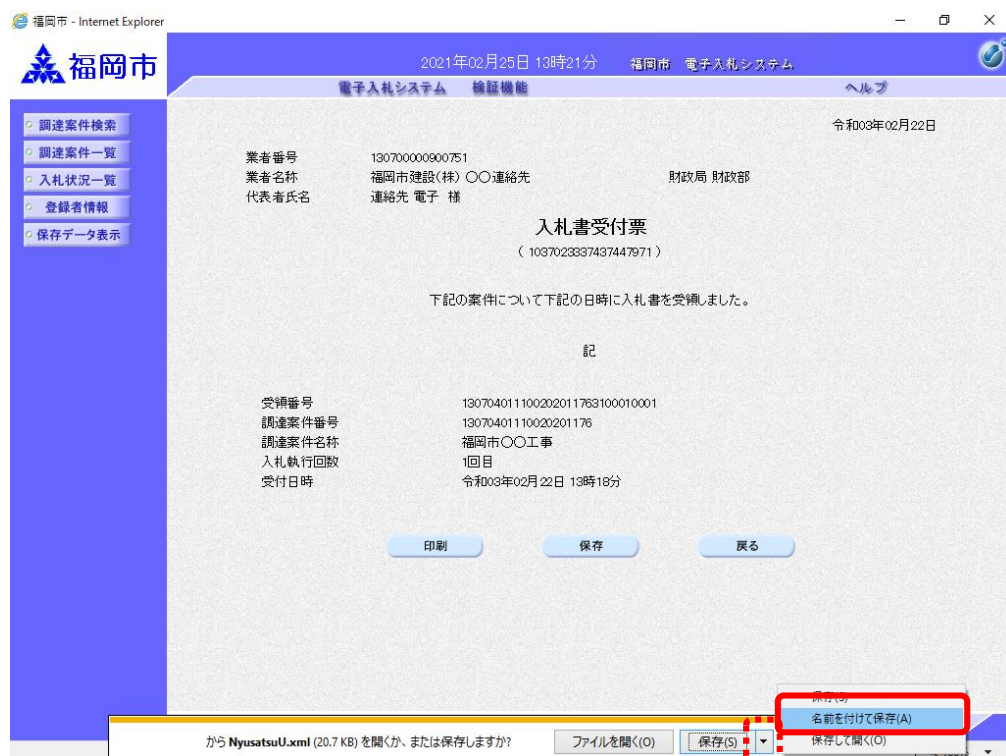 福岡市 - Internet Explorer
福岡市
2021年02月25日 13時21分 福岡市 電子入札システム
電子入札システム 検証機能 ヘルプ
調達案件検索
調達案件一覧
入札状況一覧
登録者情報
保存データ表示
令和03年02月22日
業者番号 130700000900751
業者名称 福岡市建設(株) 〇〇連絡先 財政局 財政部
代表者氏名 連絡先 電子 様
入札書受付票
( 1037023337437447971 )
下記の案件について下記の日時に入札書を受領しました。
記
受領番号 13070401110020202011763100010001
調達案件番号 1307040111002020201176
調達案件名称 福岡市〇〇工事
入札執行回数 1回目
受付日時 令和03年02月22日 13時18分
印刷 保存 戻る
保存(S)
名前を付けて保存(A)
保存して開く(O)
から NyusatsuU.xml (20.7 KB) を開くか、または保存しますか? ファイルを開く(O) 保存(S)